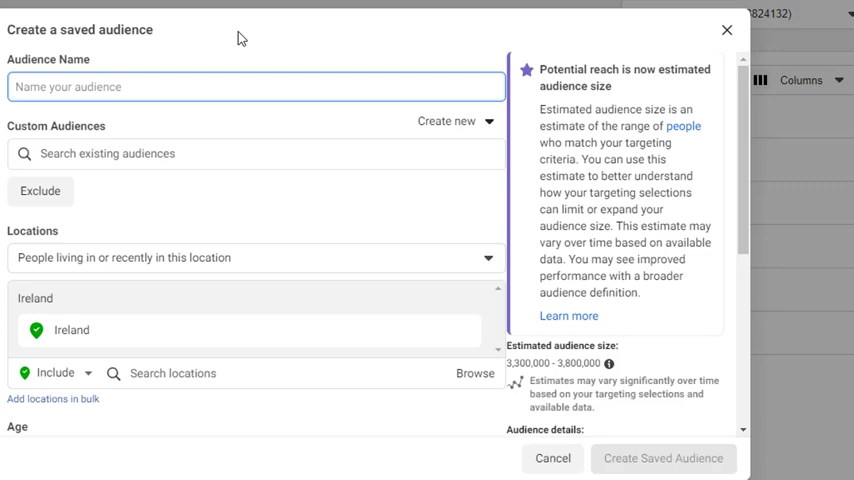 3824132)
Create a saved audience
Audience Name
Name your audience
Custom Audiences
Create new
Search existing audiences
Exclude
Locations
People living in or recently in this location
Ireland
Ireland
Include
Search locations
Browse
Add locations in bulk
Age
Potential reach is now estimated
audience size
Estimated audience size is an
estimate of the range of people
who match your targeting
criteria. You can use this
estimate to better understand
how your targeting selections
can limit or expand your
audience size. This estimate may
vary over time based on available
data. You may see improved
performance with a broader
audience definition.
Learn more
Estimated audience size:
3,300,000 - 3,800,000
Estimates may vary significantly over time
based on your targeting selections and
available data.
Audience details:
Cancel
Create Saved Audience
Columns